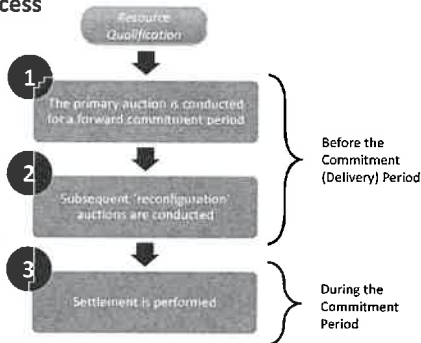 cess
Resource
Qualification
1
The primary auction is conducted
for a forward commitment period
Before the
Commitment
(Delivery) Period
2
Subsequent 'reconfiguration'
auctions are conducted
3
Settlement is performed
During the
Commitment
Period